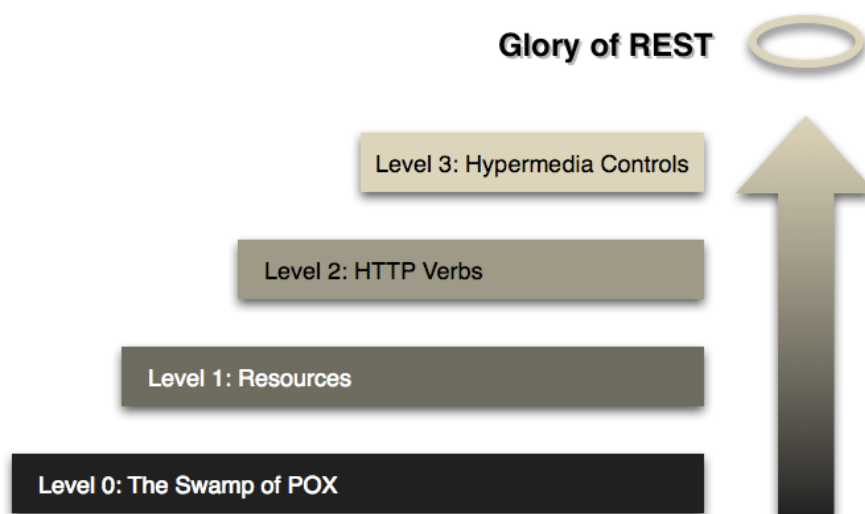 Glory of REST
Level 3: Hypermedia Controls
Level 2: HTTP Verbs
Level 1: Resources
Level 0: The Swamp of POX